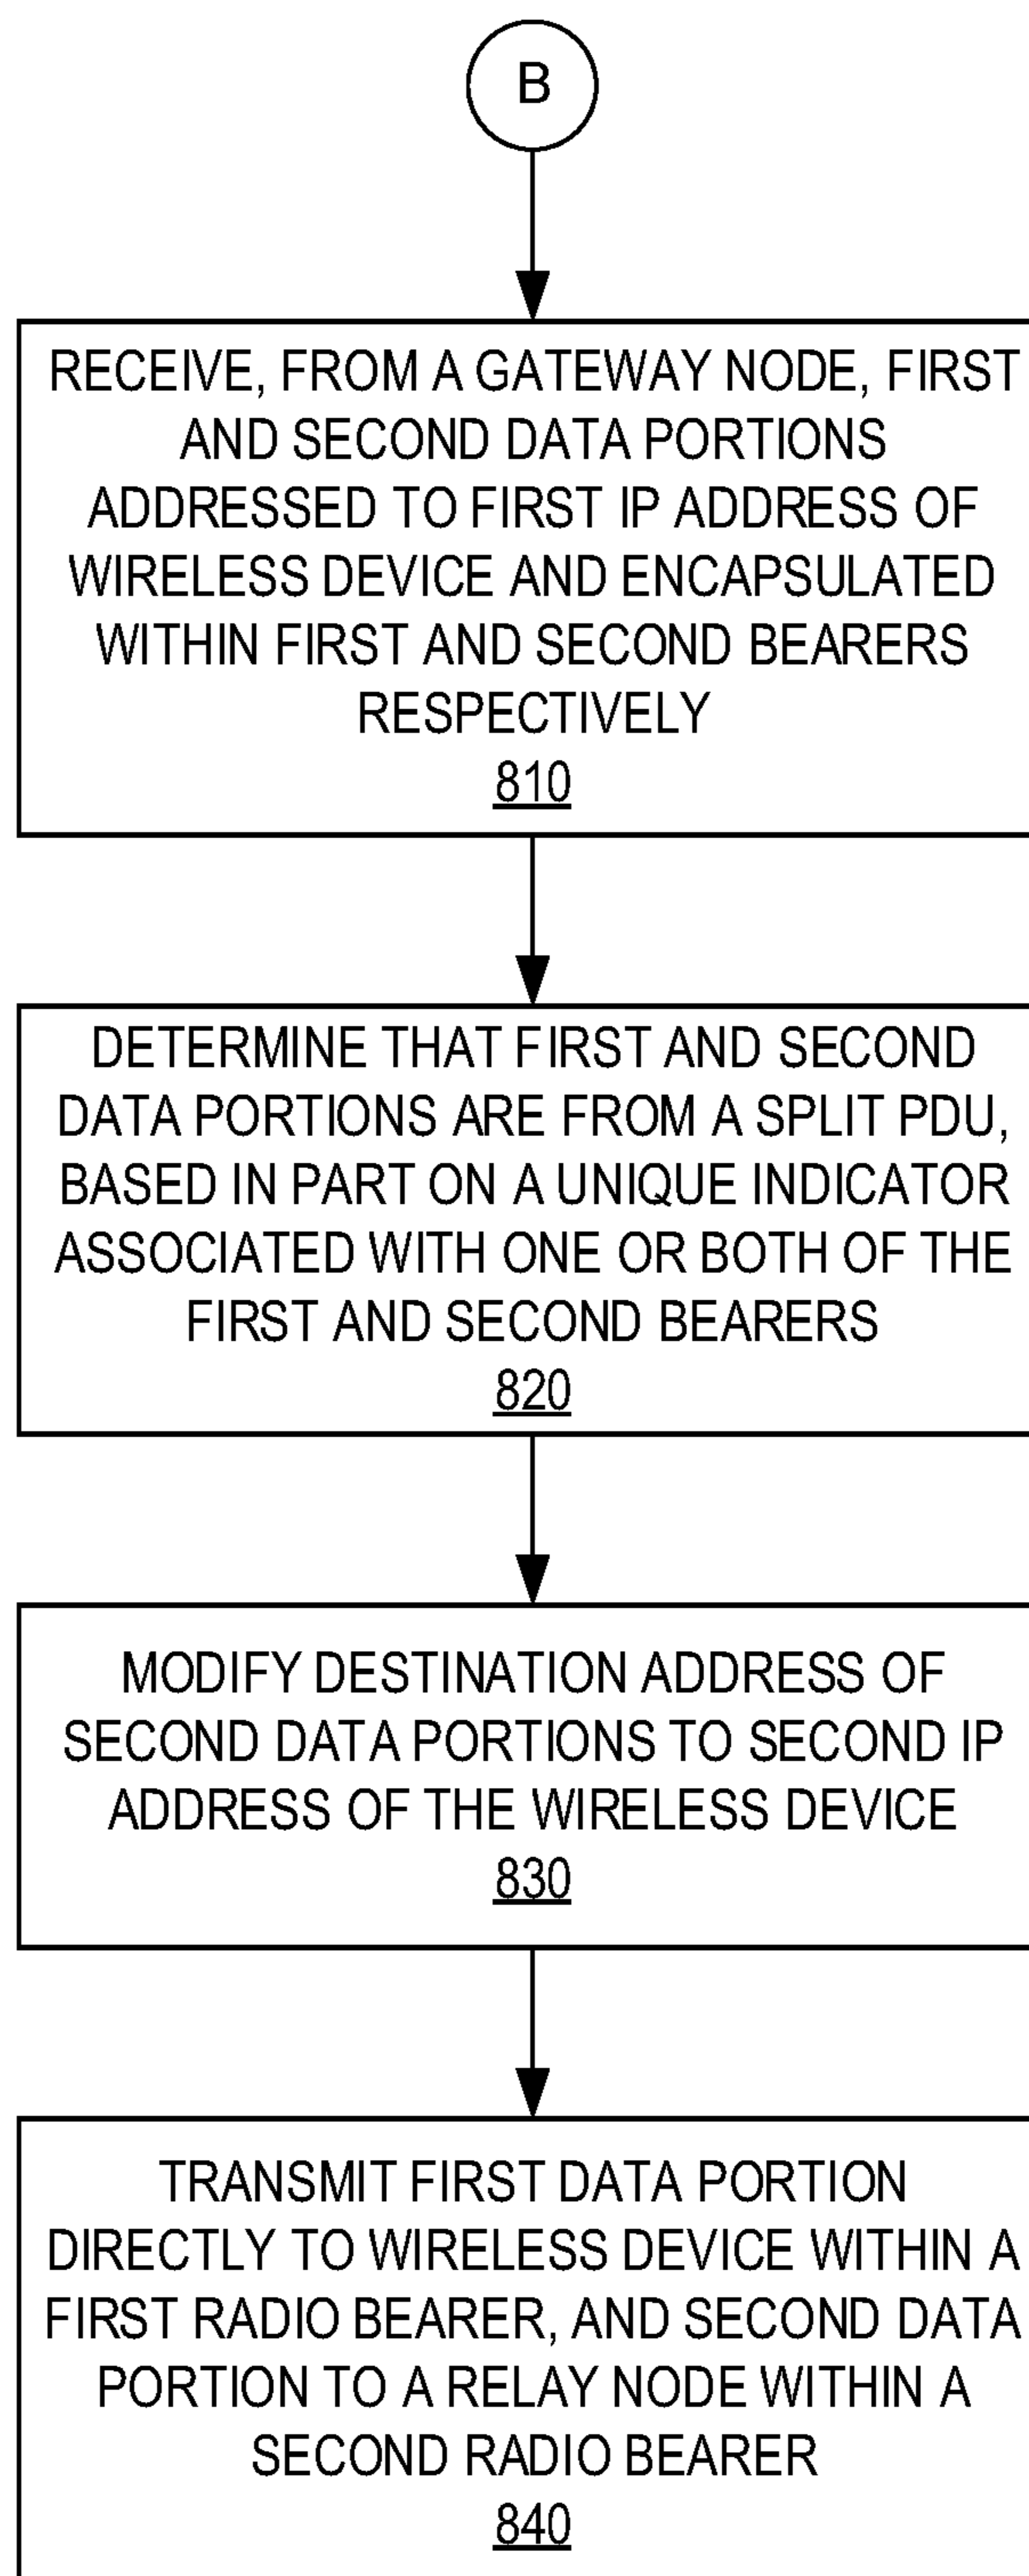 B
RECEIVE, FROM A GATEWAY NODE, FIRST
AND SECOND DATA PORTIONS
ADDRESSED TO FIRST IP ADDRESS OF
WIRELESS DEVICE AND ENCAPSULATED
WITHIN FIRST AND SECOND BEARERS
RESPECTIVELY
810
DETERMINE THAT FIRST AND SECOND
DATA PORTIONS ARE FROM A SPLIT PDU,
BASED IN PART ON A UNIQUE INDICATOR
ASSOCIATED WITH ONE OR BOTH OF THE
FIRST AND SECOND BEARERS
820
MODIFY DESTINATION ADDRESS OF
SECOND DATA PORTIONS TO SECOND IP
ADDRESS OF THE WIRELESS DEVICE
830
TRANSMIT FIRST DATA PORTION
DIRECTLY TO WIRELESS DEVICE WITHIN A
FIRST RADIO BEARER, AND SECOND DATA
PORTION TO A RELAY NODE WITHIN A
SECOND RADIO BEARER
840